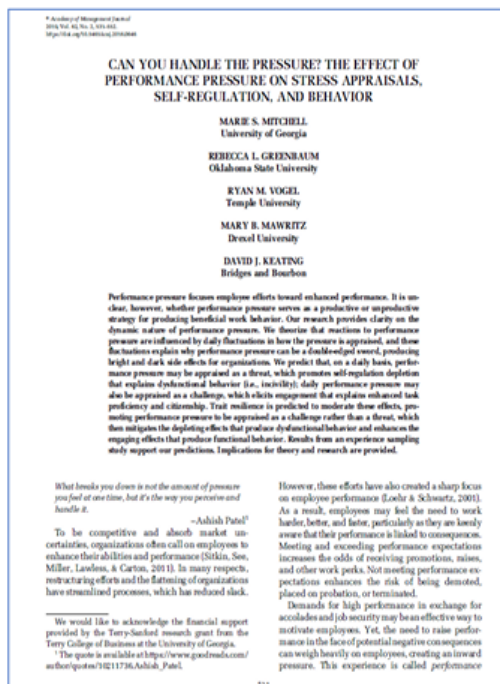 Academy of Management Journal
CAN YOU HANDLE THE PRESSURE? THE EFFECT OF
PERFORMANCE PRESSURE ON STRESS APPRAISALS,
SELF-REGULATION, AND BEHAVIOR
MARIE S. MITCHELL
University of Georgia
REBECCA L. GREENBAUM
Oklahoma State University
RYAN M. VOGEL
Temple University
MARY B. MAWRITZ
Drexel University
DAVID J. KEATING
Bridges and Bourbon
Performance pressure focuses employee efforts toward enhanced performance. It is un-
clear, however, whether performance pressure serves as a productive or unproductive
strategy for producing beneficial work behavior. Our research provides clarity on the
dynamic nature of performance pressure. We theorize that reactions to performance
pressure are influenced by daily fluctuations in how the pressure is appraised, and these
fluctuations explain why performance pressure can be a double-edged sword, producing
bright and dark side effects for organizations. We predict that, on a daily basis, perfor-
mance pressure may be appraised as a threat, which promotes self-regulation depletion
that explains dysfunctional behavior (i.e., incivility); daily performance pressure may
also be appraised as a challenge, which elicits engagement that explains enhanced task
proficiency and citizenship. Trait resilience is predicted to moderate these effects, pro-
moting performance pressure to be appraised as a challenge rather than a threat, which
then mitigates the depleting effects that produce dysfunctional behavior and enhances the
engaging effects that produce functional behavior. Results from an experience sampling
study support our predictions. Implications for theory and research are provided.
What breaks you down is not the amount of pressure
you feel at one time, but it's the way you perceive and
handle it.
–Ashish Patel¹
To be competitive and absorb market un-
certainties, organizations often call on employees to
enhance their abilities and performance (Sitkin, See,
Miller, Lawless, & Carton, 2011). In many respects,
restructuring efforts and the flattening of organizations
have streamlined processes, which has reduced slack.
We would like to acknowledge the financial support
provided by the Terry-Sanford research grant from the
Terry College of Business at the University of Georgia.
¹ The quote is available at https://www.goodreads.com/
author/quotes/10211736.Ashish_Patel.
However, these efforts have also created a sharp focus
on employee performance (Loehr & Schwartz, 2001).
As a result, employees may feel the need to work
harder, better, and faster, particularly as they are keenly
aware that their performance is linked to consequences.
Meeting and exceeding performance expectations
increases the odds of receiving promotions, raises,
and other work perks. Not meeting performance ex-
pectations enhances the risk of being demoted,
placed on probation, or terminated.
Demands for high performance in exchange for
accolades and job security may be an effective way to
motivate employees. Yet, the need to raise perfor-
mance in the face of potential negative consequences
can weigh heavily on employees, creating an inward
pressure. This experience is called performance